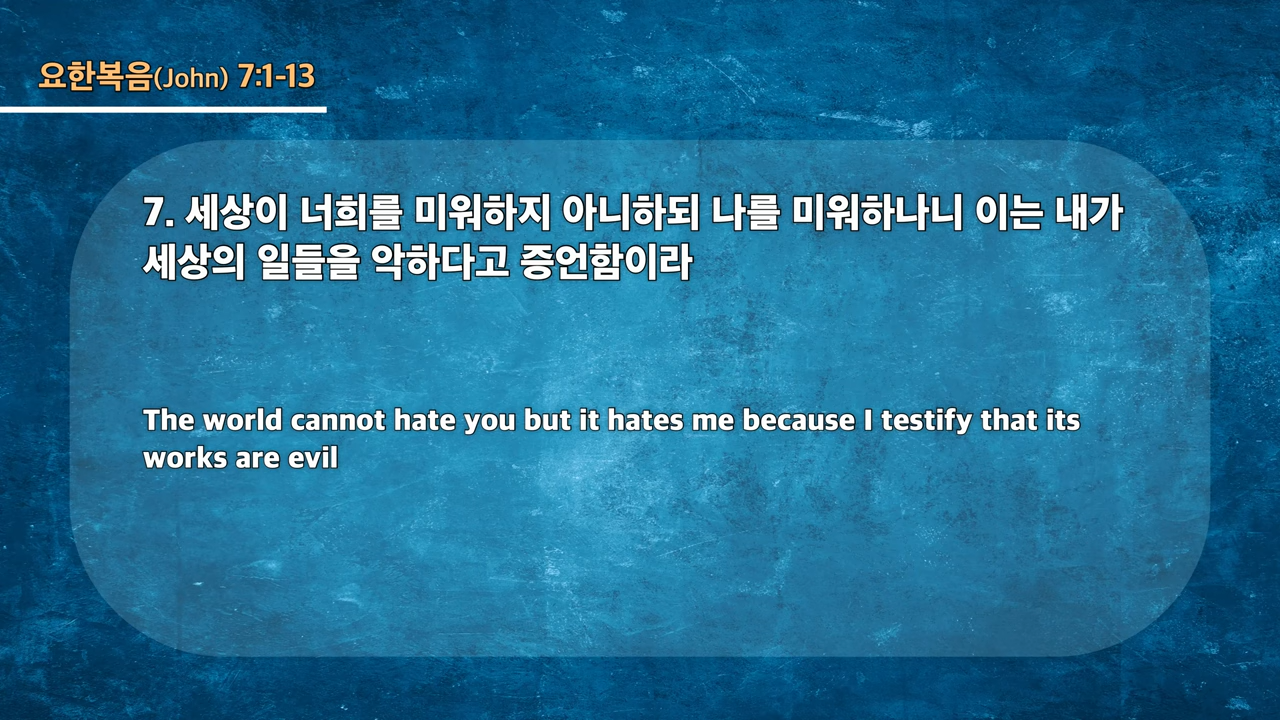 요한복음(John) 7:1-13
7. 세상이 너희를 미워하지 아니하되 나를 미워하나니 이는 내가
세상의 일들을 악하다고 증언함이라
The world cannot hate you but it hates me because I testify that its
works are evil